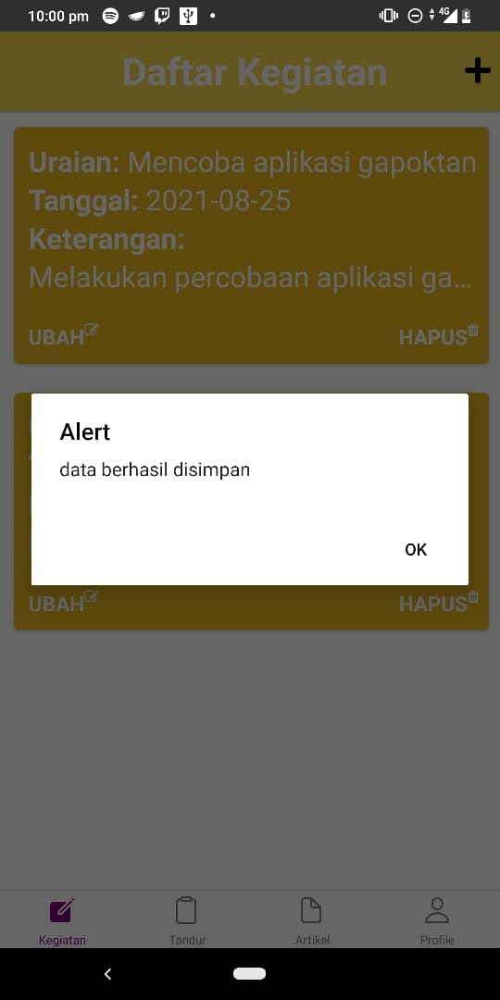 10:00 pm
4G
Daftar Kegiatan
Uraian: Mencoba aplikasi gapoktan
Tanggal: 2021-08-25
Keterangan:
Melakukan percobaan aplikasi ga...
UBAH HAPUS
Alert
data berhasil disimpan
OK
UBAH HAPUS
Kegiatan Tandur Artikel Profile